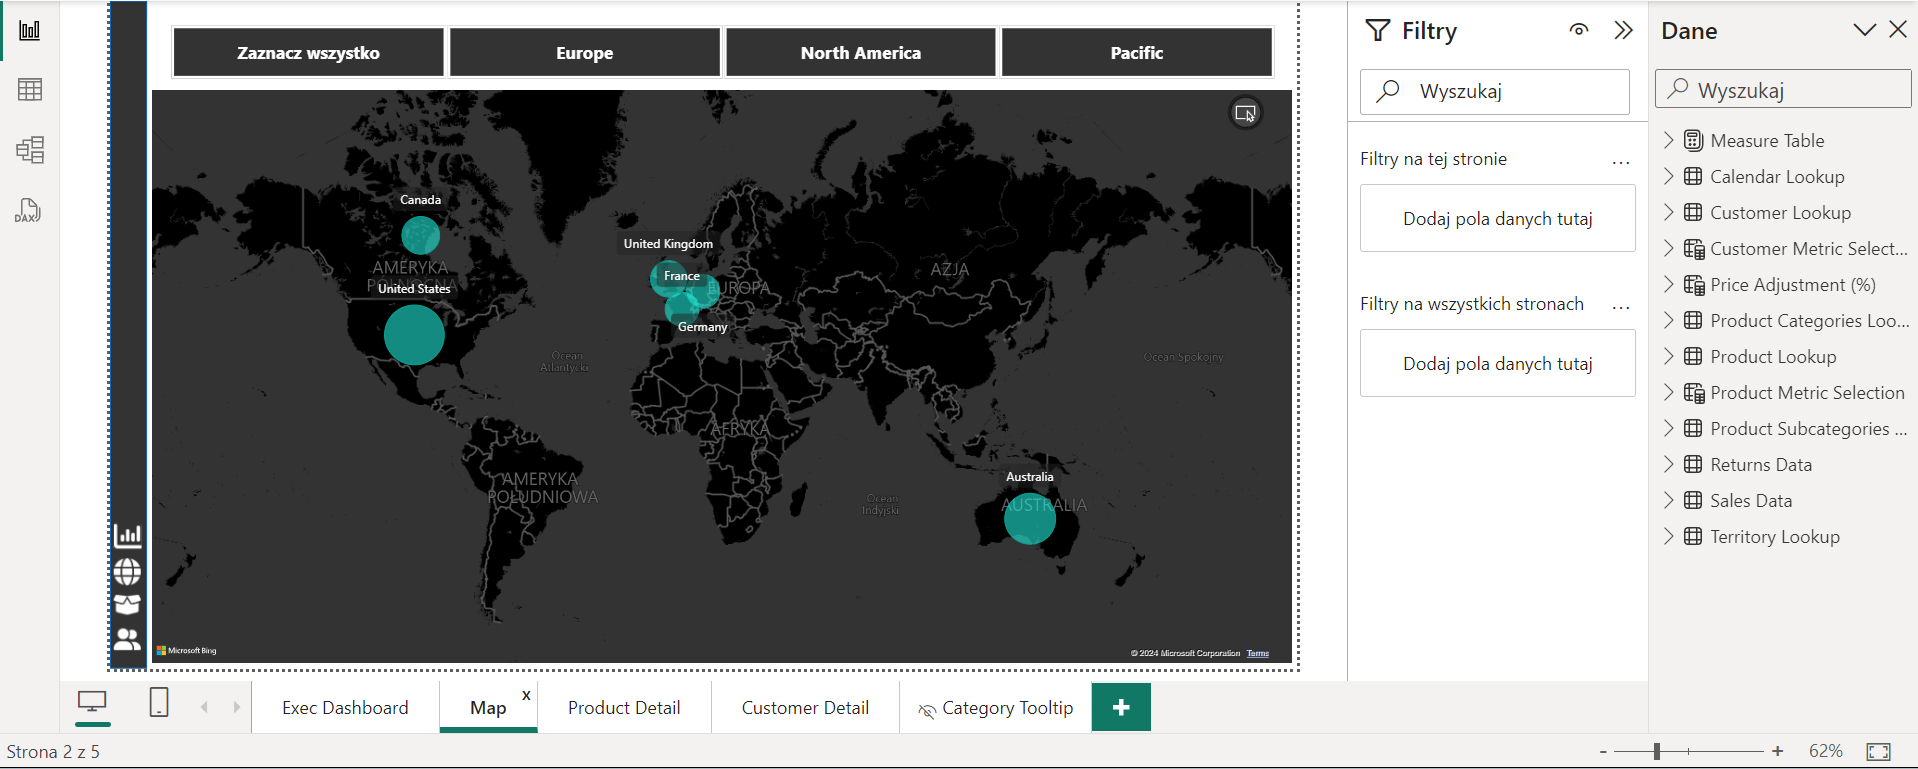 Zaznacz wszystko
Europe
North America
Pacific
Canada
AMERYKA
PÓŁNOCNA
United States
United Kingdom
France
EUROPA
Germany
AZJA
Ocean
Atlantycki
Ocean Spokojny
AFRYKA
AMERYKA
POŁUDNIOWA
Ocean
Indyjski
Australia
AUSTRALIA
Microsoft Bing
© 2024 Microsoft Corporation Terms
Filtry
Wyszukaj
Filtry na tej stronie
...
Dodaj pola danych tutaj
Filtry na wszystkich stronach
...
Dodaj pola danych tutaj
Dane
Wyszukaj
Measure Table
Calendar Lookup
Customer Lookup
Customer Metric Select...
Price Adjustment (%)
Product Categories Loo...
Product Lookup
Product Metric Selection
Product Subcategories ...
Returns Data
Sales Data
Territory Lookup
DAX
Exec Dashboard
Map
x
Product Detail
Customer Detail
Category Tooltip
+
Strona 2 z 5
- + 62%